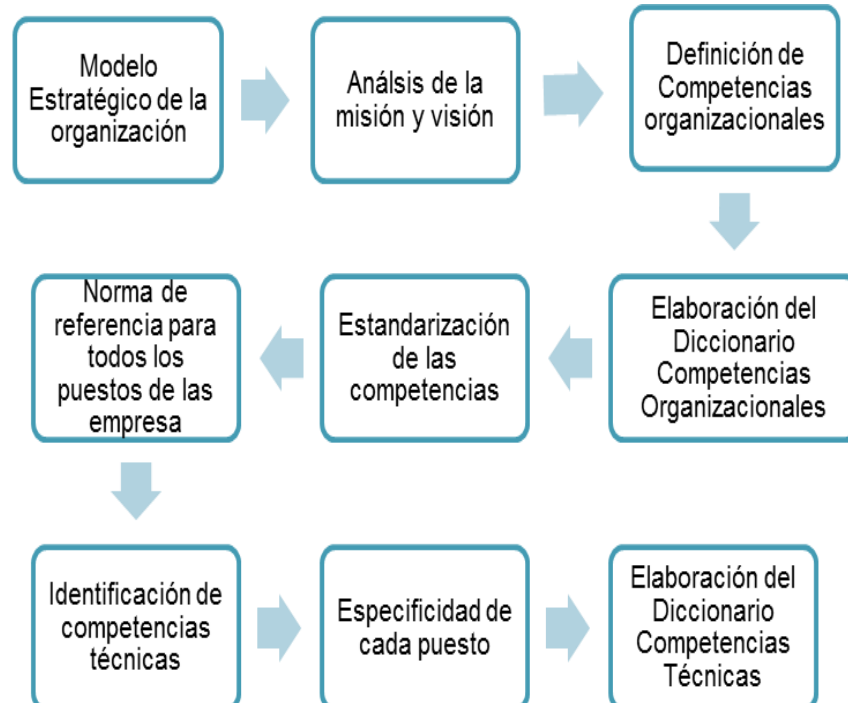 Modelo
Estratégico de la
organización
Análsis de la
misión y visión
Definición de
Competencias
organizacionales
Elaboración del
Diccionario
Competencias
Organizacionales
Estandarización
de las
competencias
Norma de
referencia para
todos los
puestos de las
empresa
Identificación de
competencias
técnicas
Especificidad de
cada puesto
Elaboración del
Diccionario
Competencias
Técnicas